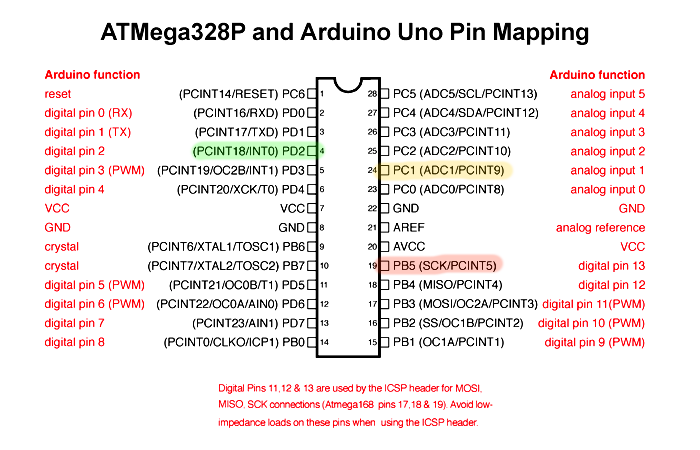 ATMega328P and Arduino Uno Pin Mapping
Arduino function Arduino function
reset (PCINT14/RESET) PC6 1 28 PC5 (ADC5/SCL/PCINT13) analog input 5
digital pin 0 (RX) (PCINT16/RXD) PD0 2 27 PC4 (ADC4/SDA/PCINT12) analog input 4
digital pin 1 (TX) (PCINT17/TXD) PD1 3 26 PC3 (ADC3/PCINT11) analog input 3
digital pin 2 (PCINT18/INT0) PD2 4 25 PC2 (ADC2/PCINT10) analog input 2
digital pin 3 (PWM) (PCINT19/OC2B/INT1) PD3 5 24 PC1 (ADC1/PCINT9) analog input 1
digital pin 4 (PCINT20/XCK/T0) PD4 6 23 PC0 (ADC0/PCINT8) analog input 0
VCC VCC 7 22 GND GND
GND GND 8 21 AREF analog reference
crystal (PCINT6/XTAL1/TOSC1) PB6 9 20 AVCC VCC
crystal (PCINT7/XTAL2/TOSC2) PB7 10 19 PB5 (SCK/PCINT5) digital pin 13
digital pin 5 (PWM) (PCINT21/OC0B/T1) PD5 11 18 PB4 (MISO/PCINT4) digital pin 12
digital pin 6 (PWM) (PCINT22/OC0A/AIN0) PD6 12 17 PB3 (MOSI/OC2A/PCINT3) digital pin 11(PWM)
digital pin 7 (PCINT23/AIN1) PD7 13 16 PB2 (SS/OC1B/PCINT2) digital pin 10 (PWM)
digital pin 8 (PCINT0/CLKO/ICP1) PB0 14 15 PB1 (OC1A/PCINT1) digital pin 9 (PWM)
Digital Pins 11,12 & 13 are used by the ICSP header for MOSI,
MISO, SCK connections (Atmega168 pins 17,18 & 19). Avoid low-
impedance loads on these pins when using the ICSP header.